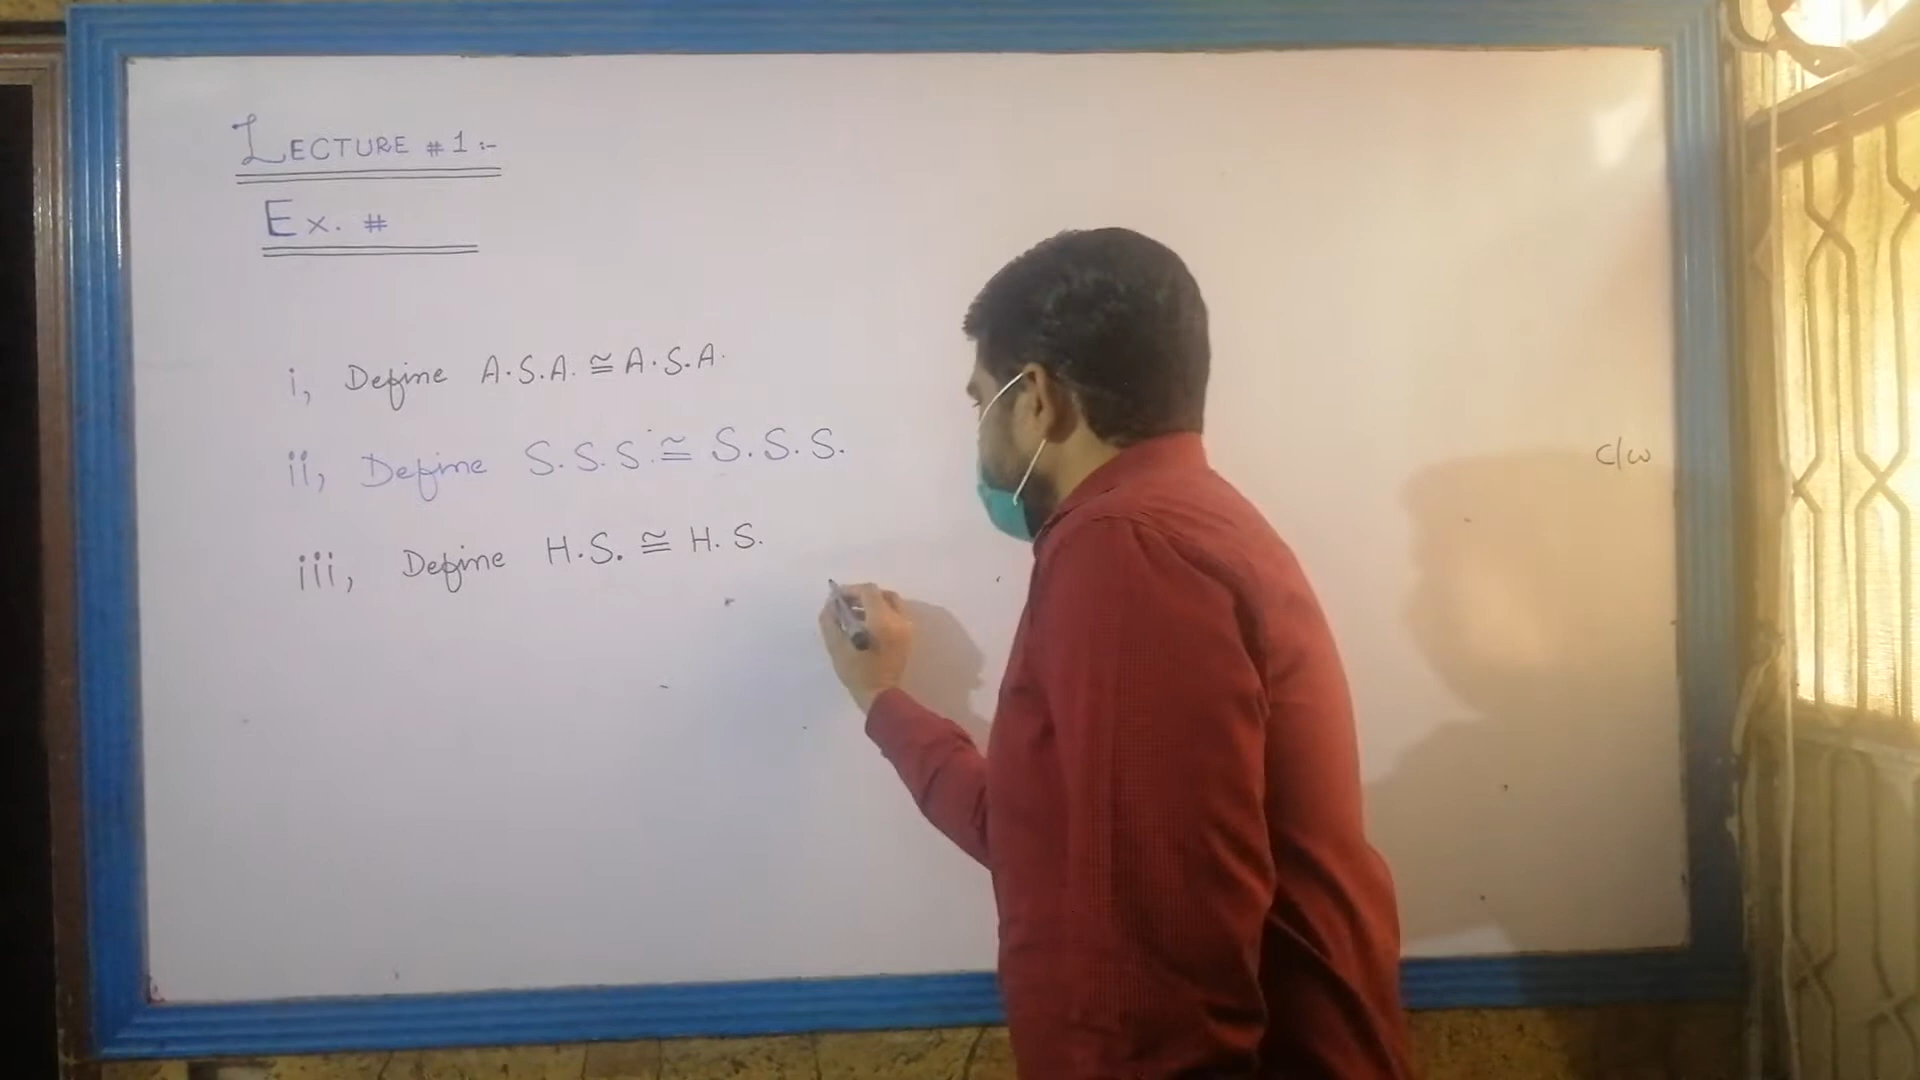 LECTURE # 1 :-
Ex. #
i, Define A.S.A. ≅ A.S.A.
ii, Define S.S.S. ≅ S.S.S.
c/w
iii, Define H.S. ≅ H.S.